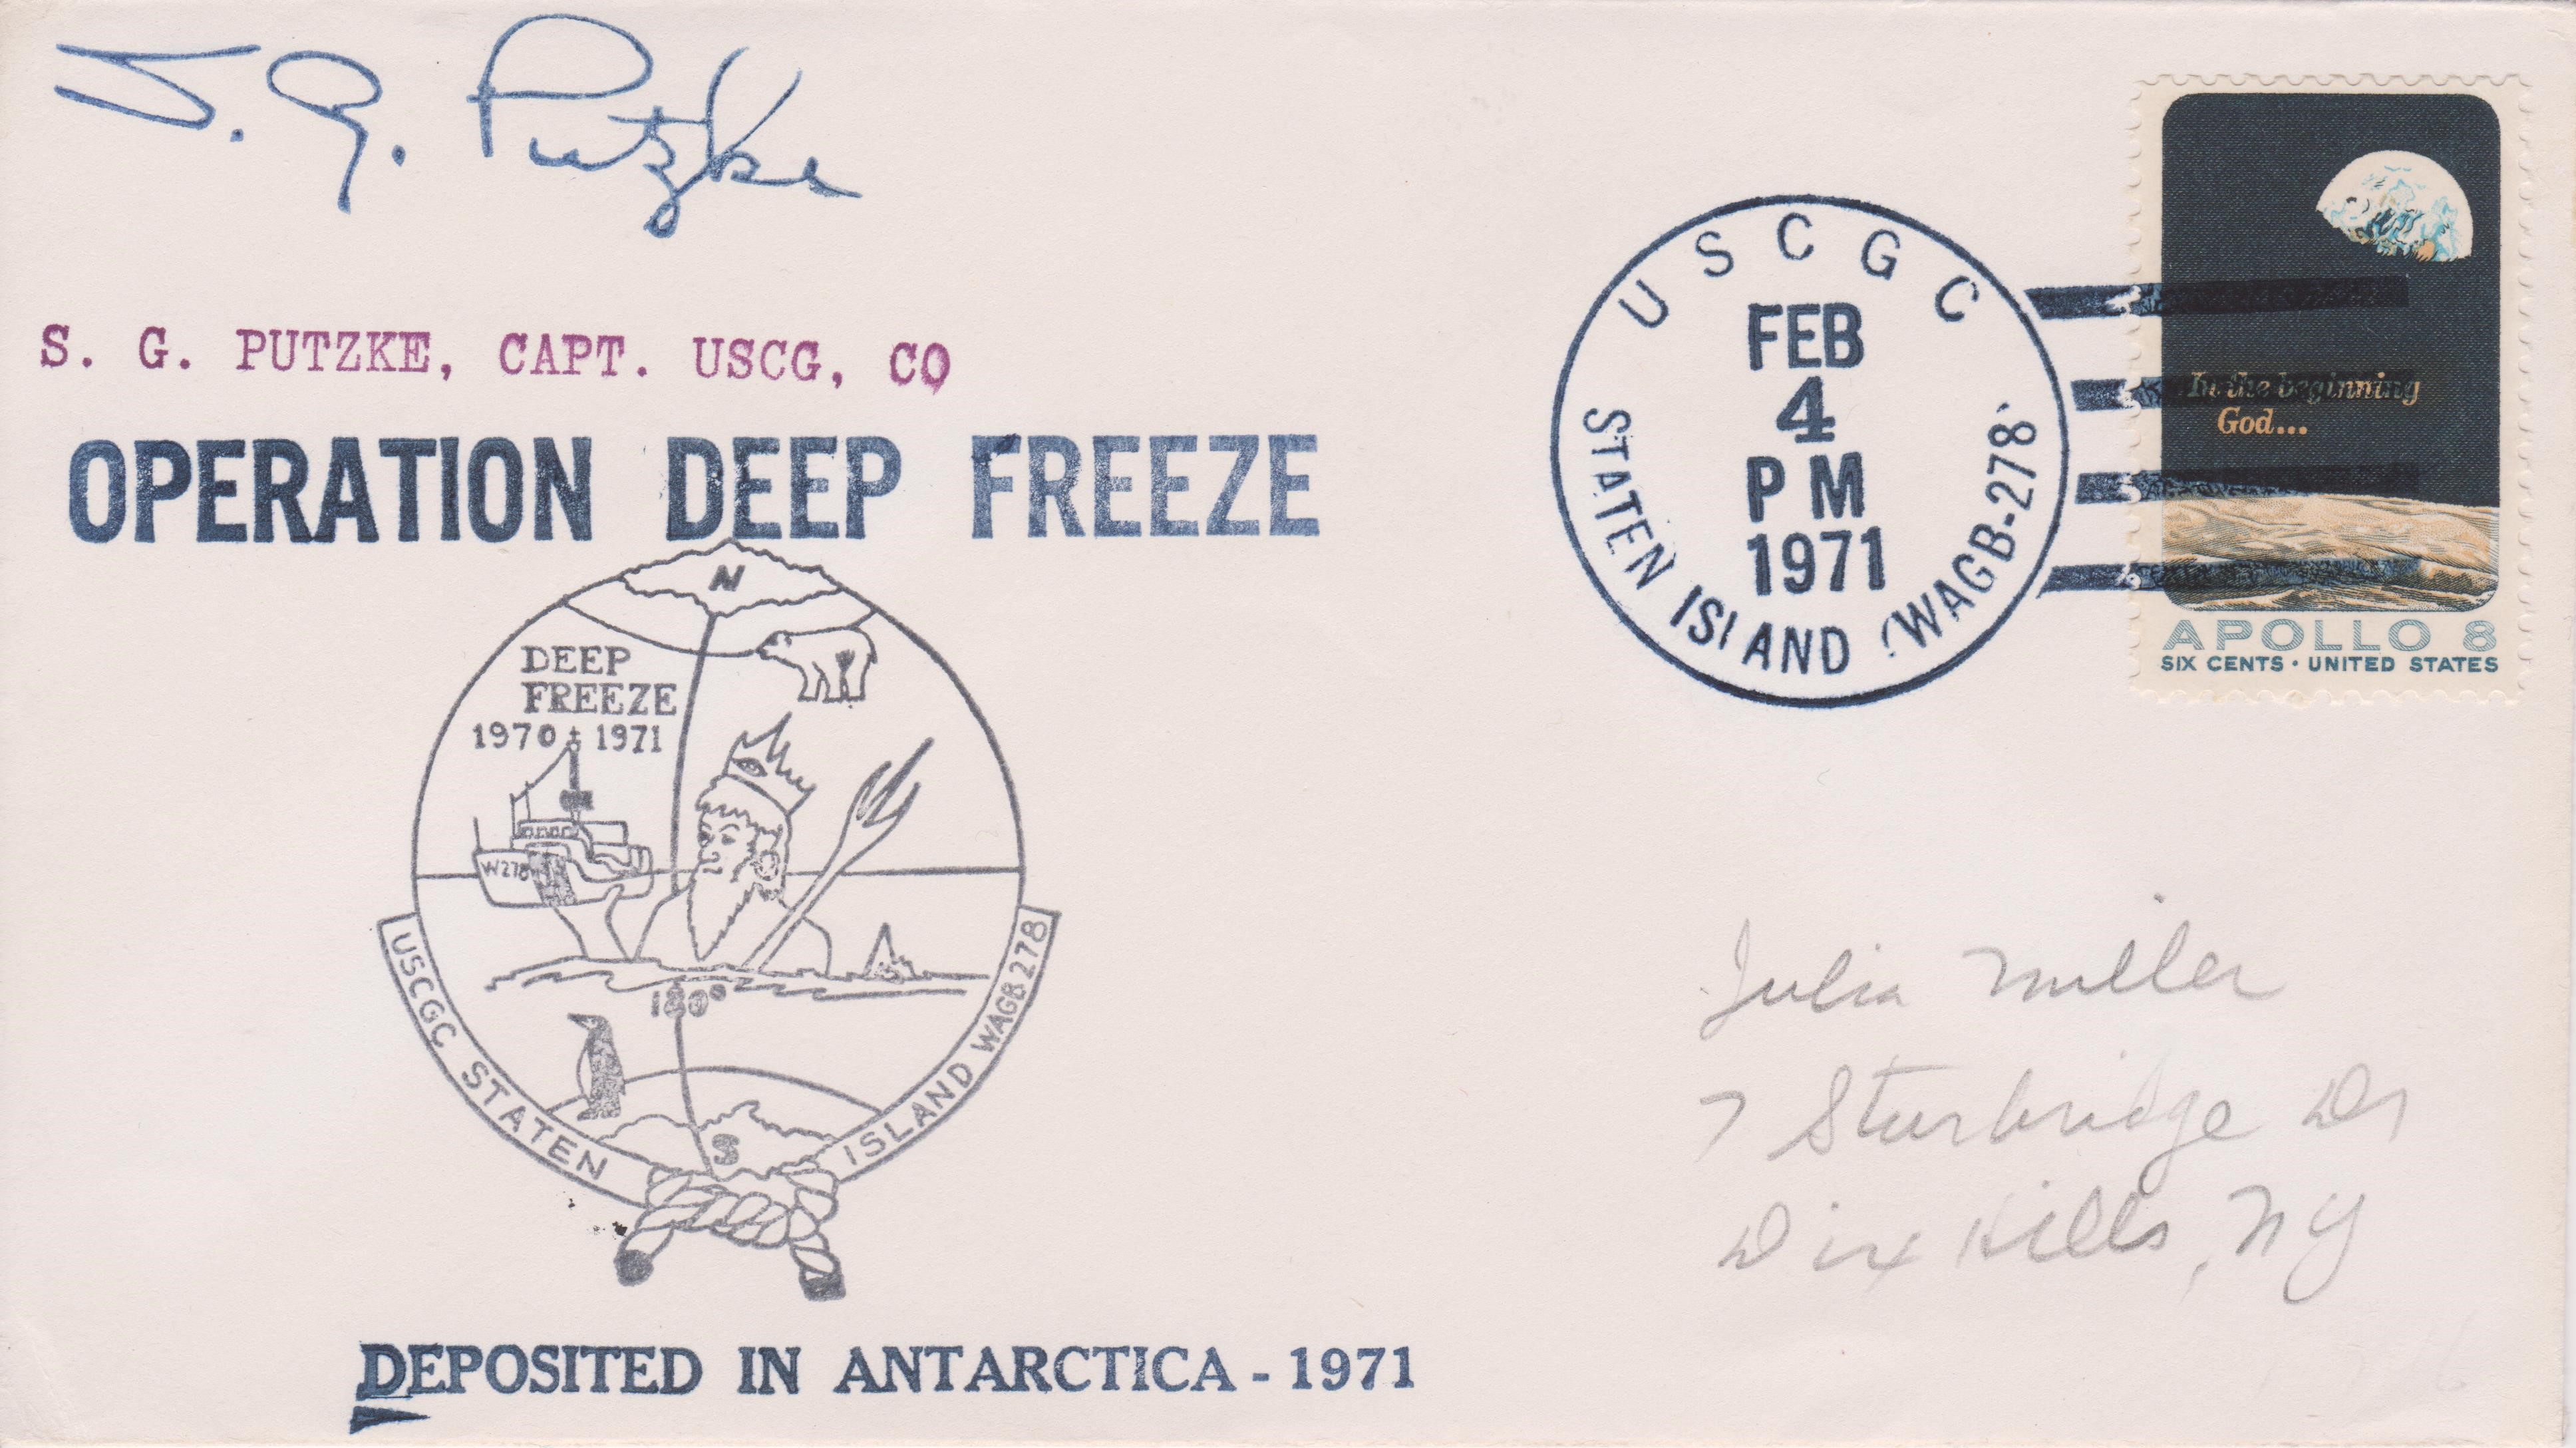 S. G. Putzke
S. G. PUTZKE, CAPT. USCG, CO
OPERATION DEEP FREEZE
N
DEEP
FREEZE
1970 1971
W278
180°
S
USCGC STATEN ISLAND WAGB 278
DEPOSITED IN ANTARCTICA - 1971
USCGC
FEB
4
PM
1971
STATEN ISLAND (WAGB-278)
In the beginning
God...
APOLLO 8
SIX CENTS · UNITED STATES
Julia Miller
7 Sturbridge Dr
Dix Hills, NY